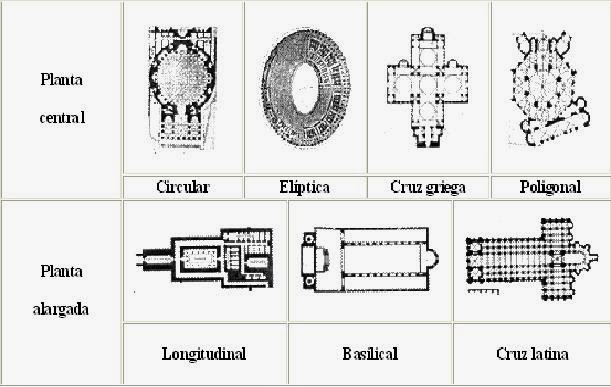 Planta
central
Circular
Elíptica
Cruz griega
Poligonal
Planta
alargada
Longitudinal
Basilical
Cruz latina